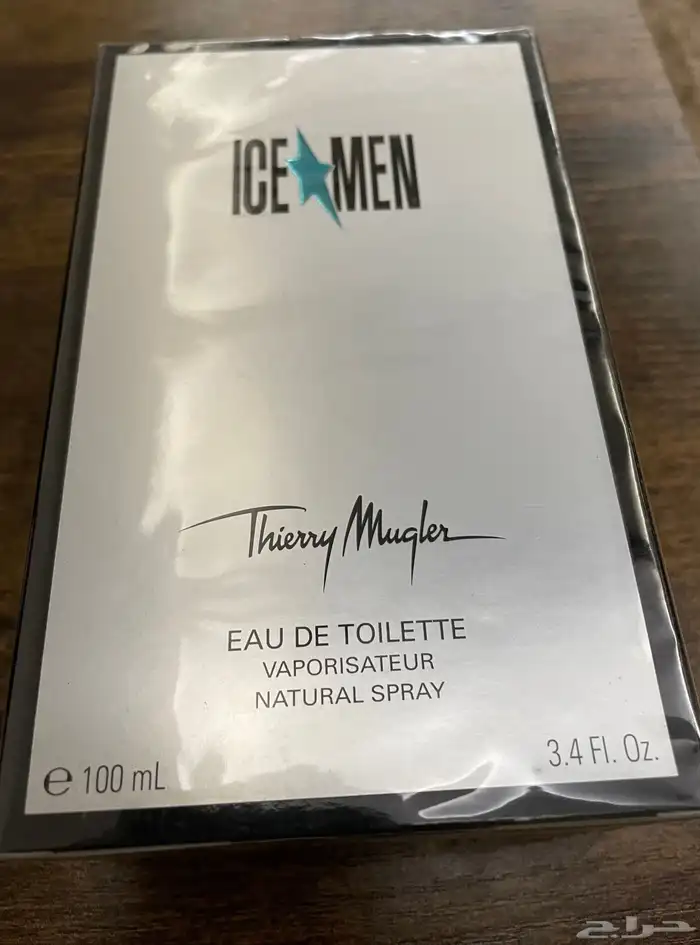 ICE★MEN
Thierry Mugler
EAU DE TOILETTE
VAPORISATEUR
NATURAL SPRAY
℮ 100 mL
3.4 Fl. Oz.
حراج